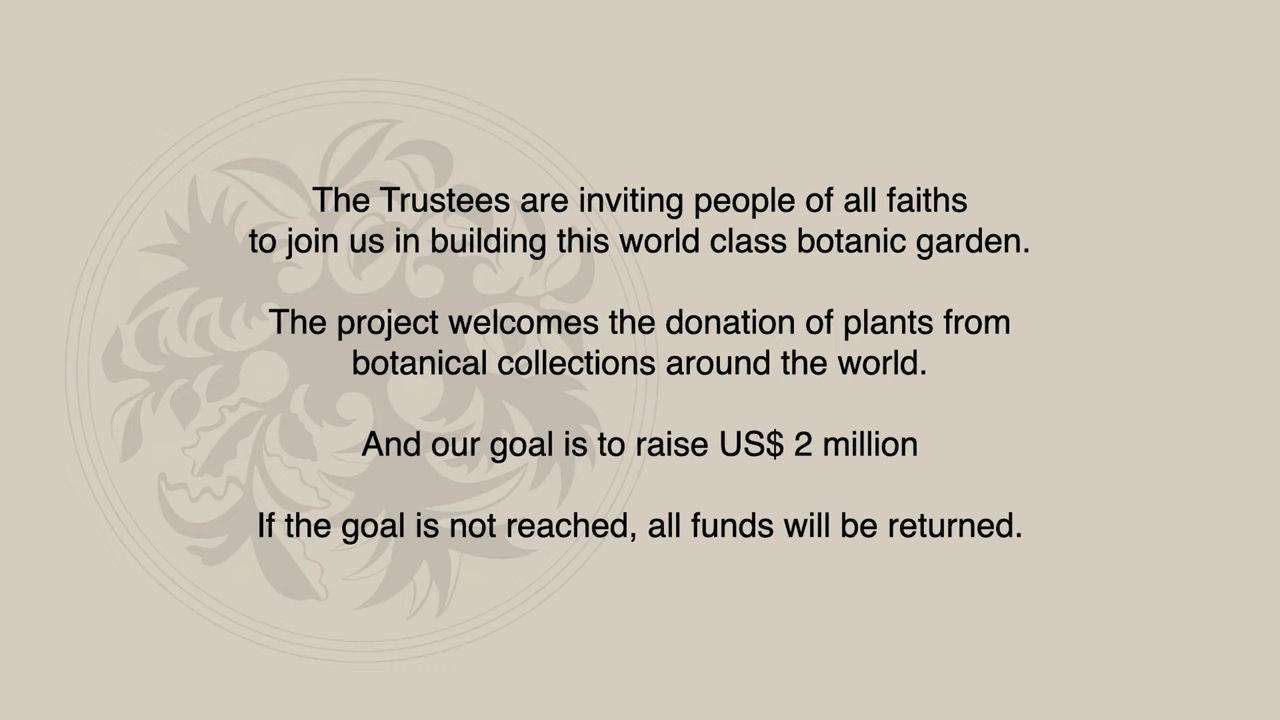 The Trustees are inviting people of all faiths
to join us in building this world class botanic garden.
The project welcomes the donation of plants from
botanical collections around the world.
And our goal is to raise US$ 2 million
If the goal is not reached, all funds will be returned.